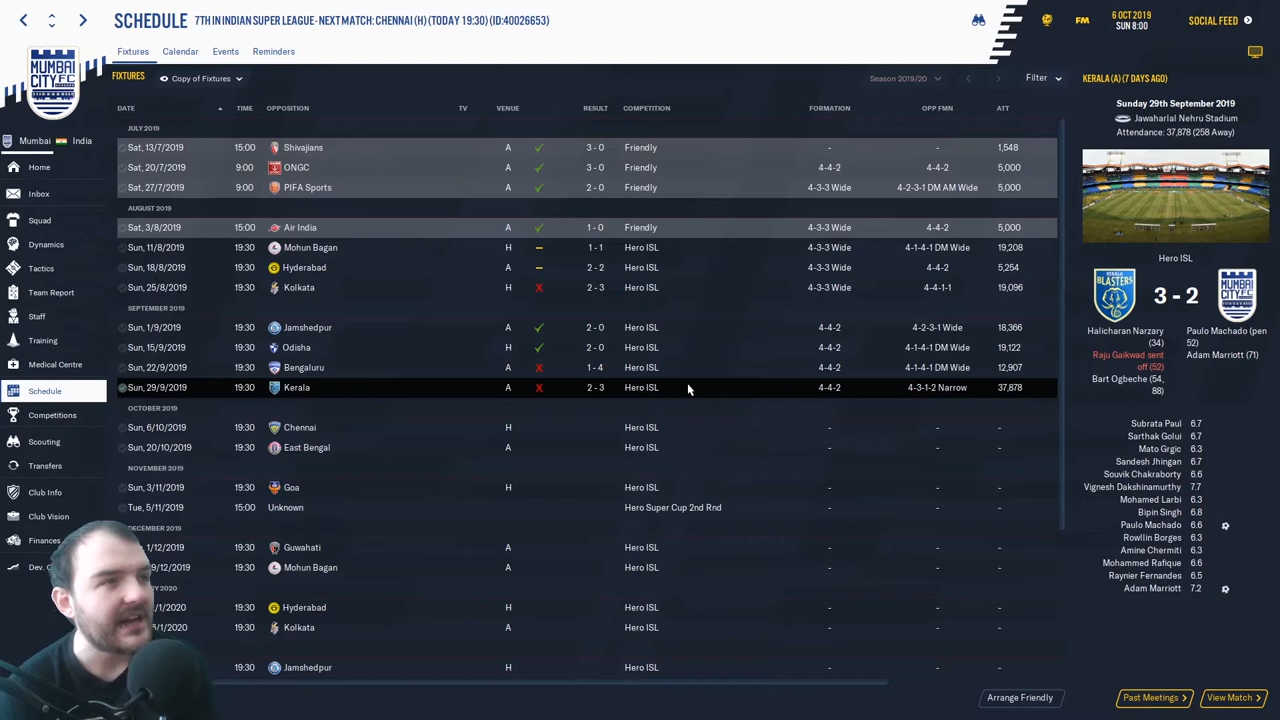 SCHEDULE 7TH IN INDIAN SUPER LEAGUE - NEXT MATCH: CHENNAI (H) (TODAY 19:30) (ID:40026653)
FM 6 OCT 2019 SUN 8:00 SOCIAL FEED
Fixtures Calendar Events Reminders
MUMBAI CITY FC
Mumbai India
Home
Inbox
Squad
Dynamics
Tactics
Team Report
Staff
Training
Medical Centre
Schedule
Competitions
Scouting
Transfers
Club Info
Club Vision
Finances
Dev. C
FIXTURES Copy of Fixtures Season 2019/20 Filter
DATE TIME OPPOSITION TV VENUE RESULT COMPETITION FORMATION OPP FMN ATT
JULY 2019
Sat, 13/7/2019 15:00 Shivajians A 3 - 0 Friendly - - 1,548
Sat, 20/7/2019 9:00 ONGC A 3 - 0 Friendly 4-4-2 4-4-2 5,000
Sat, 27/7/2019 9:00 PIFA Sports A 2 - 0 Friendly 4-3-3 Wide 4-2-3-1 DM AM Wide 5,000
AUGUST 2019
Sat, 3/8/2019 15:00 Air India A 1 - 0 Friendly 4-3-3 Wide 4-4-2 5,000
Sun, 11/8/2019 19:30 Mohun Bagan H 1 - 1 Hero ISL 4-3-3 Wide 4-1-4-1 DM Wide 19,208
Sun, 18/8/2019 19:30 Hyderabad A 2 - 2 Hero ISL 4-3-3 Wide 4-4-2 5,254
Sun, 25/8/2019 19:30 Kolkata H X 2 - 3 Hero ISL 4-3-3 Wide 4-4-1-1 19,096
SEPTEMBER 2019
Sun, 1/9/2019 19:30 Jamshedpur A 2 - 0 Hero ISL 4-4-2 4-2-3-1 Wide 18,366
Sun, 15/9/2019 19:30 Odisha H 2 - 0 Hero ISL 4-4-2 4-1-4-1 DM Wide 19,122
Sun, 22/9/2019 19:30 Bengaluru A X 1 - 4 Hero ISL 4-4-2 4-1-4-1 DM Wide 12,907
Sun, 29/9/2019 19:30 Kerala A X 2 - 3 Hero ISL 4-4-2 4-3-1-2 Narrow 37,878
OCTOBER 2019
Sun, 6/10/2019 19:30 Chennai H Hero ISL - - -
Sun, 20/10/2019 19:30 East Bengal A Hero ISL - - -
NOVEMBER 2019
Sun, 3/11/2019 19:30 Goa H Hero ISL - - -
Tue, 5/11/2019 15:00 Unknown Hero Super Cup 2nd Rnd - - -
DECEMBER 2019
1/12/2019 19:30 Guwahati A Hero ISL - - -
9/12/2019 19:30 Mohun Bagan A Hero ISL - - -
2020
/1/2020 19:30 Hyderabad H Hero ISL - - -
/1/2020 19:30 Kolkata A Hero ISL - - -
19:30 Jamshedpur H Hero ISL - - -
Arrange Friendly
KERALA (A) (7 DAYS AGO)
Sunday 29th September 2019
Jawaharlal Nehru Stadium
Attendance: 37,878 (258 Away)
Hero ISL
KERALA BLASTERS 3 - 2 MUMBAI CITY FC
Halicharan Narzary (34)
Raju Gaikwad sent off (52)
Bart Ogbeche (54, 88)
Paulo Machado (pen 52)
Adam Marriott (71)
Subrata Paul 6.7
Sarthak Golui 6.7
Mato Grgic 6.3
Sandesh Jhingan 6.7
Souvik Chakraborty 6.6
Vignesh Dakshinamurthy 7.7
Mohamed Larbi 6.3
Bipin Singh 6.8
Paulo Machado 6.6
Rowllin Borges 6.3
Amine Chermiti 6.3
Mohammed Rafique 6.6
Raynier Fernandes 6.5
Adam Marriott 7.2
Past Meetings View Match